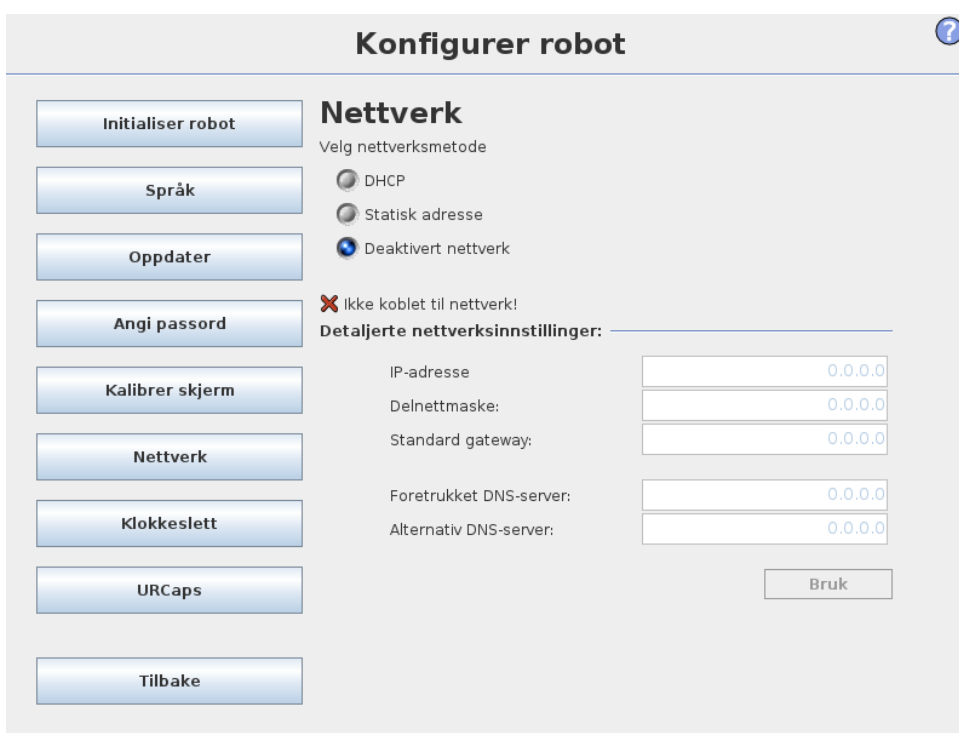 Konfigurer robot
?
Initialiser robot
Språk
Oppdater
Angi passord
Kalibrer skjerm
Nettverk
Klokkeslett
URCaps
Tilbake
Nettverk
Velg nettverksmetode
DHCP
Statisk adresse
Deaktivert nettverk
Ikke koblet til nettverk!
Detaljerte nettverksinnstillinger:
IP-adresse 0.0.0.0
Delnettmaske: 0.0.0.0
Standard gateway: 0.0.0.0
Foretrukket DNS-server: 0.0.0.0
Alternativ DNS-server: 0.0.0.0
Bruk